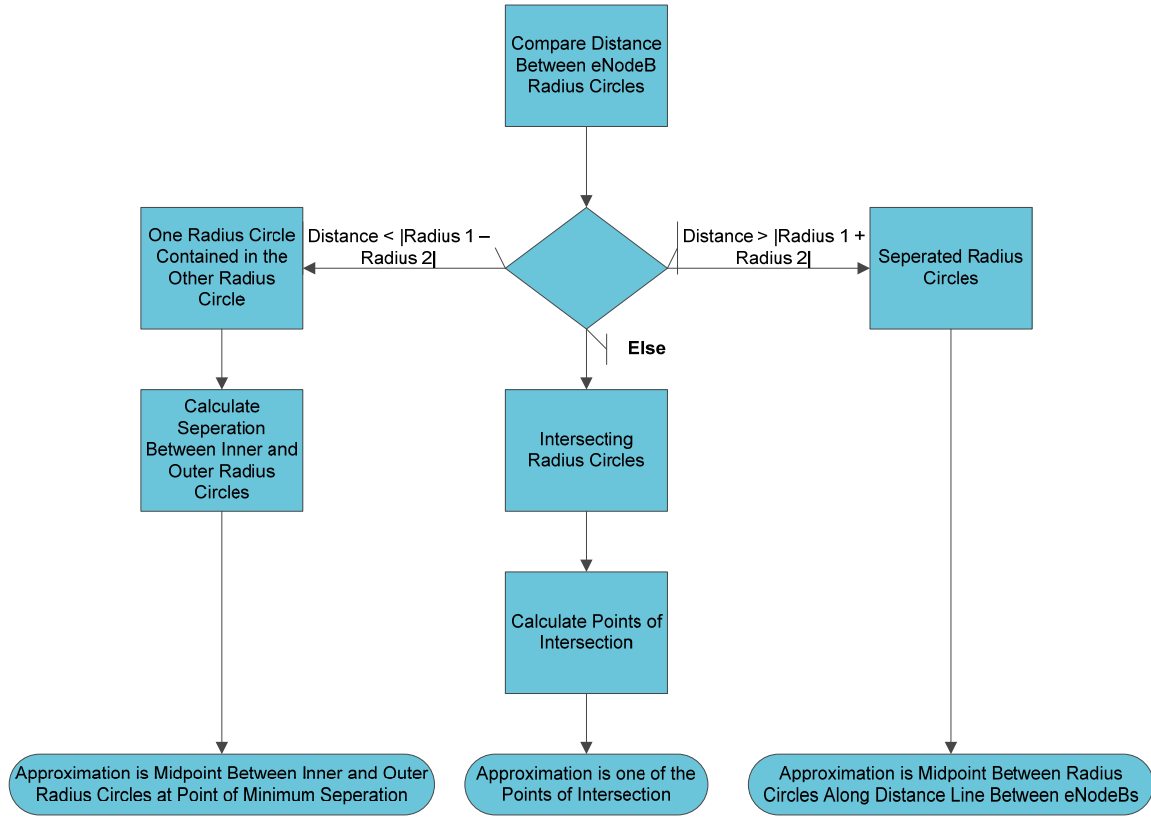 Compare Distance
Between eNodeB
Radius Circles
One Radius Circle
Contained in the
Other Radius
Circle
Distance < |Radius 1 –
Radius 2|
Distance > |Radius 1 +
Radius 2|
Seperated Radius
Circles
Else
Calculate
Seperation
Between Inner and
Outer Radius
Circles
Intersecting
Radius Circles
Calculate Points of
Intersection
Approximation is Midpoint Between Inner and Outer
Radius Circles at Point of Minimum Seperation
Approximation is one of the
Points of Intersection
Approximation is Midpoint Between Radius
Circles Along Distance Line Between eNodeBs